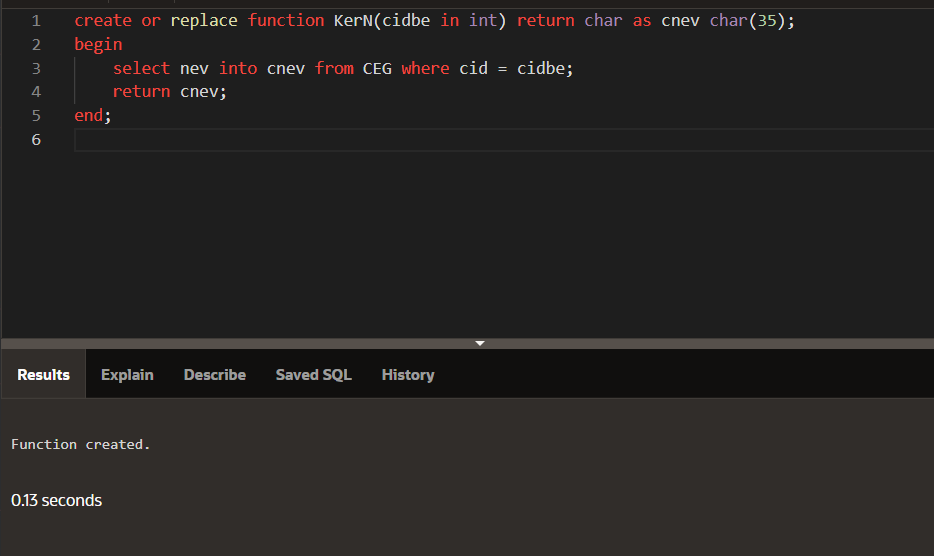 1 create or replace function KerN(cidbe in int) return char as cnev char(35);
2 begin
3 select nev into cnev from CEG where cid = cidbe;
4 return cnev;
5 end;
6
Results Explain Describe Saved SQL History
Function created.
0.13 seconds